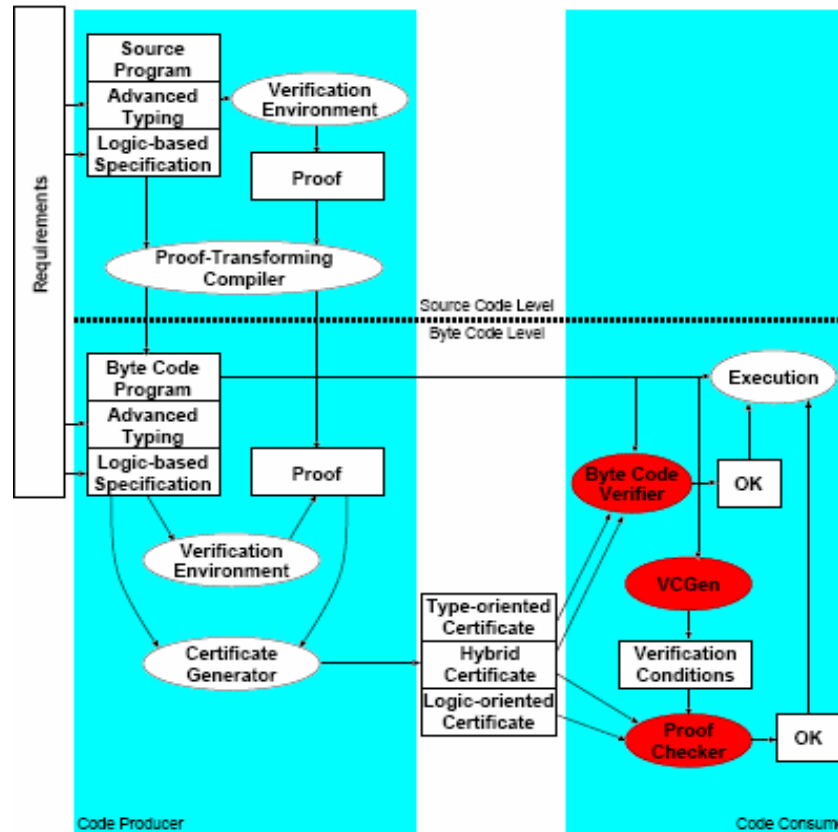 Requirements
Source
Program
Advanced
Typing
Logic-based
Specification
Verification
Environment
Proof
Proof-Transforming
Compiler
Source Code Level
Byte Code Level
Byte Code
Program
Advanced
Typing
Logic-based
Specification
Proof
Verification
Environment
Certificate
Generator
Type-oriented
Certificate
Hybrid
Certificate
Logic-oriented
Certificate
Execution
Byte Code
Verifier
OK
VCGen
Verification
Conditions
Proof
Checker
OK
Code Producer
Code Consume